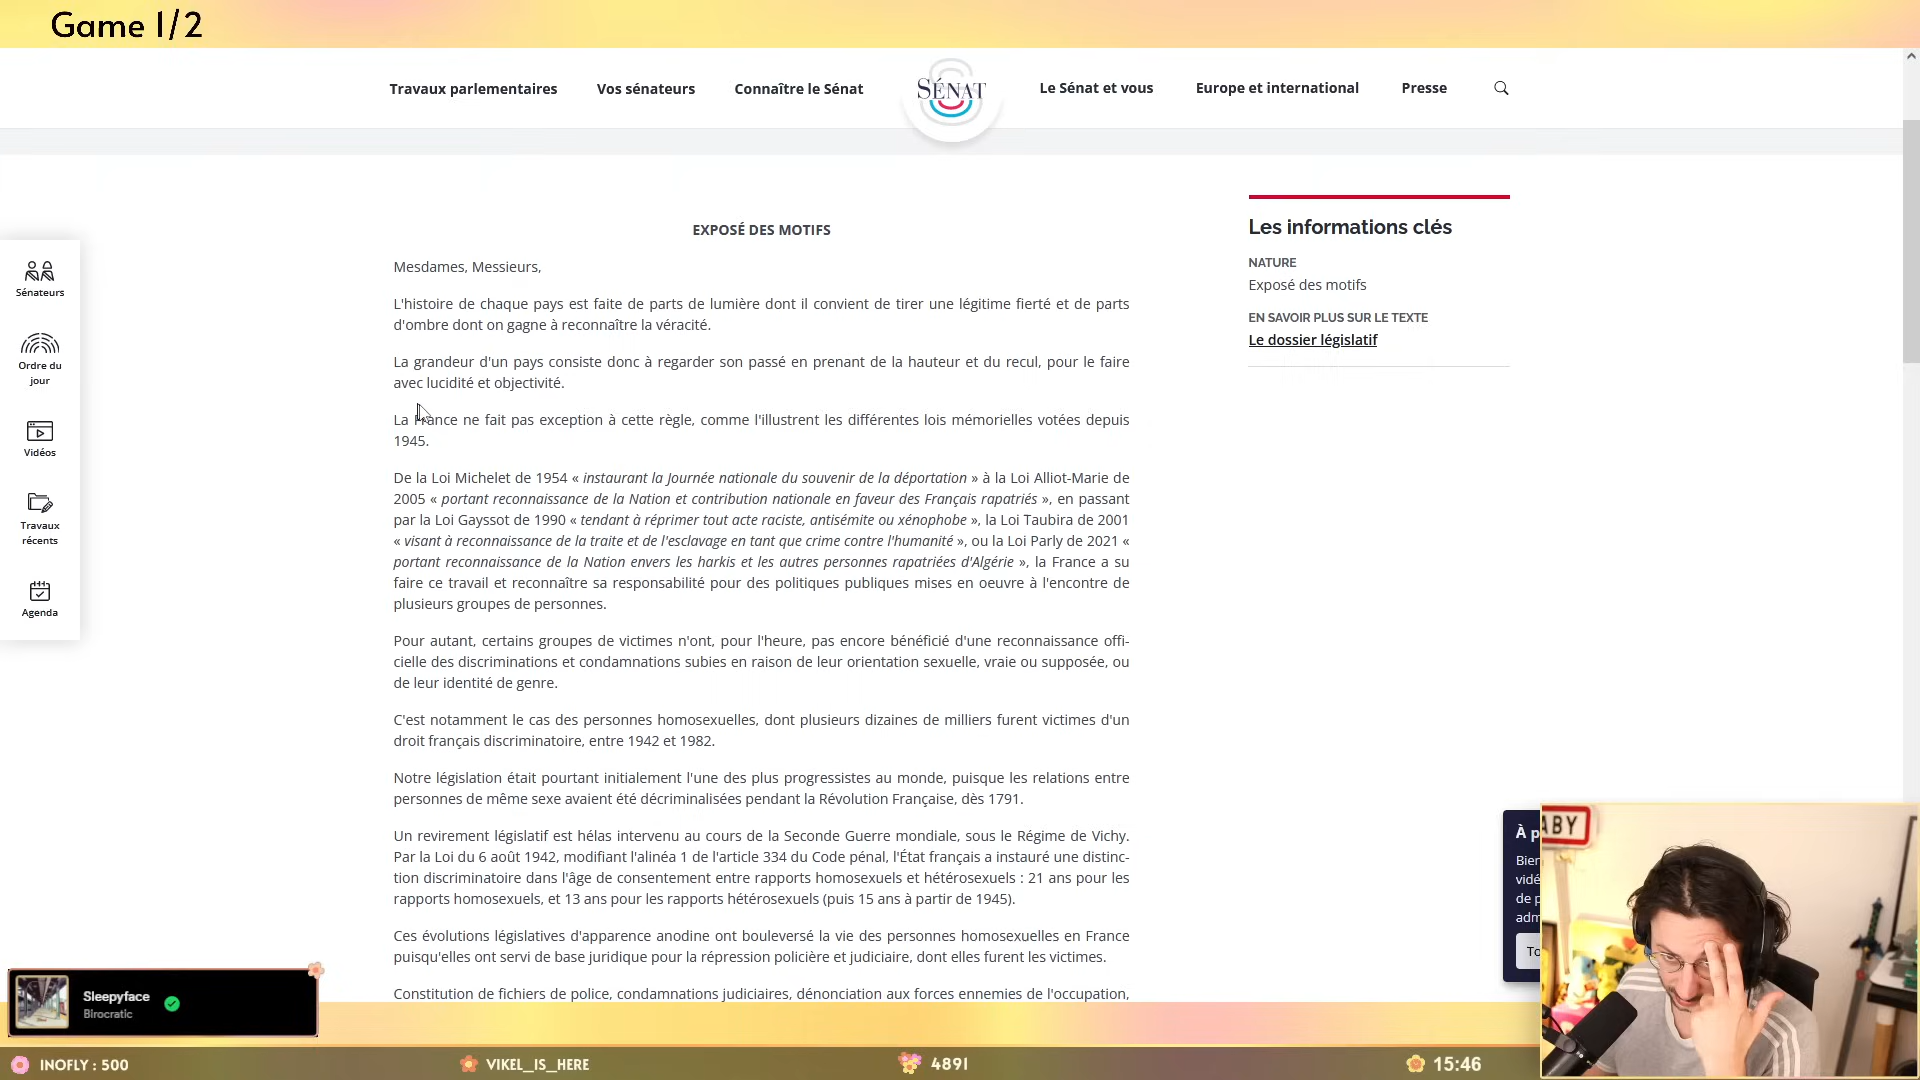 Game 1/2
Travaux parlementaires
Vos sénateurs
Connaître le Sénat
SÉNAT
Le Sénat et vous
Europe et international
Presse
Sénateurs
Ordre du
jour
Vidéos
Travaux
récents
Agenda
EXPOSÉ DES MOTIFS
Mesdames, Messieurs,
L'histoire de chaque pays est faite de parts de lumière dont il convient de tirer une légitime fierté et de parts
d'ombre dont on gagne à reconnaître la véracité.
La grandeur d'un pays consiste donc à regarder son passé en prenant de la hauteur et du recul, pour le faire
avec lucidité et objectivité.
La France ne fait pas exception à cette règle, comme l'illustrent les différentes lois mémorielles votées depuis
1945.
De la Loi Michelet de 1954 « instaurant la Journée nationale du souvenir de la déportation » à la Loi Alliot-Marie de
2005 « portant reconnaissance de la Nation et contribution nationale en faveur des Français rapatriés », en passant
par la Loi Gayssot de 1990 « tendant à réprimer tout acte raciste, antisémite ou xénophobe », la Loi Taubira de 2001
« visant à reconnaissance de la traite et de l'esclavage en tant que crime contre l'humanité », ou la Loi Parly de 2021 «
portant reconnaissance de la Nation envers les harkis et les autres personnes rapatriées d'Algérie », la France a su
faire ce travail et reconnaître sa responsabilité pour des politiques publiques mises en oeuvre à l'encontre de
plusieurs groupes de personnes.
Pour autant, certains groupes de victimes n'ont, pour l'heure, pas encore bénéficié d'une reconnaissance offi-
cielle des discriminations et condamnations subies en raison de leur orientation sexuelle, vraie ou supposée, ou
de leur identité de genre.
C'est notamment le cas des personnes homosexuelles, dont plusieurs dizaines de milliers furent victimes d'un
droit français discriminatoire, entre 1942 et 1982.
Notre législation était pourtant initialement l'une des plus progressistes au monde, puisque les relations entre
personnes de même sexe avaient été décriminalisées pendant la Révolution Française, dès 1791.
Un revirement législatif est hélas intervenu au cours de la Seconde Guerre mondiale, sous le Régime de Vichy.
Par la Loi du 6 août 1942, modifiant l'alinéa 1 de l'article 334 du Code pénal, l'État français a instauré une distinc-
tion discriminatoire dans l'âge de consentement entre rapports homosexuels et hétérosexuels : 21 ans pour les
rapports homosexuels, et 13 ans pour les rapports hétérosexuels (puis 15 ans à partir de 1945).
Ces évolutions législatives d'apparence anodine ont bouleversé la vie des personnes homosexuelles en France
puisqu'elles ont servi de base juridique pour la répression policière et judiciaire, dont elles furent les victimes.
Constitution de fichiers de police, condamnations judiciaires, dénonciation aux forces ennemies de l'occupation,
Les informations clés
NATURE
Exposé des motifs
EN SAVOIR PLUS SUR LE TEXTE
Le dossier législatif
À p
Bien
vidé
de p
adm
To
ABY
Sleepyface
Birocratic
INOFLY : 500
VIKEL_IS_HERE
4891
15:46